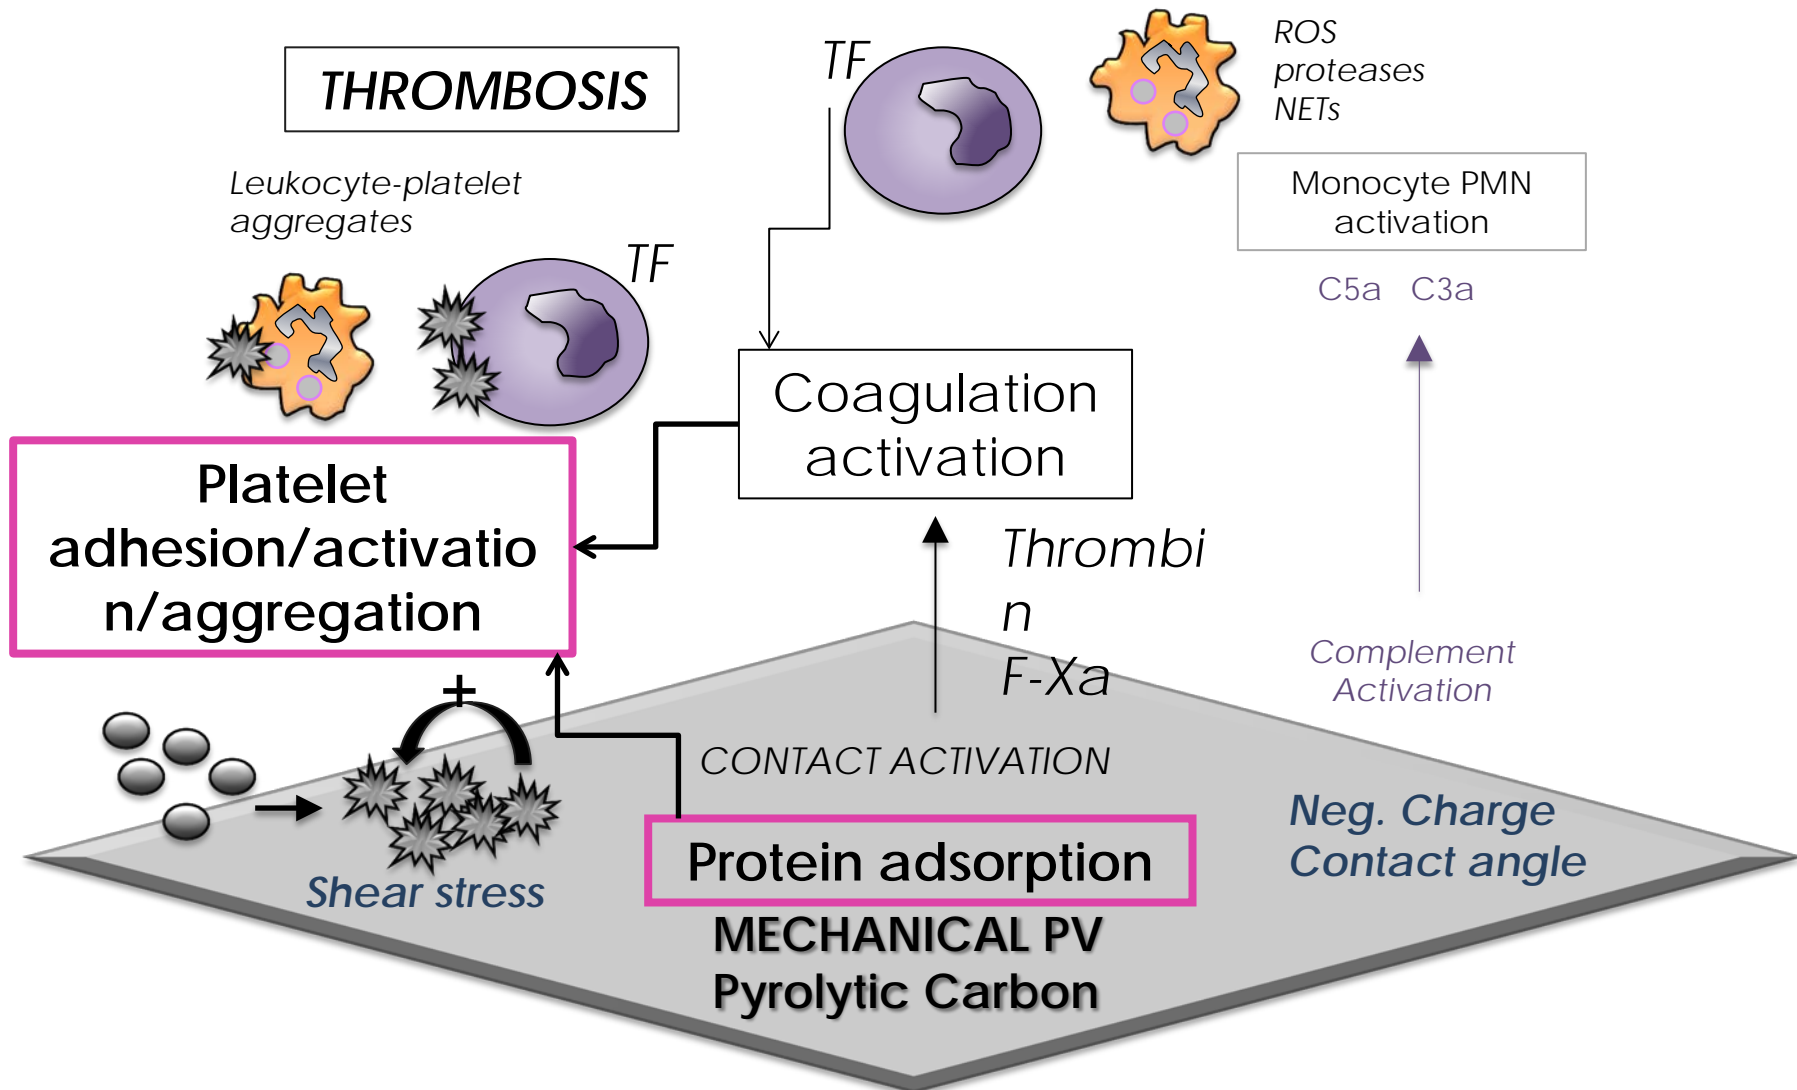 THROMBOSIS
TF
ROS
proteases
NETs
Leukocyte-platelet
aggregates
TF
Monocyte PMN
activation
C5a C3a
Coagulation
activation
Platelet
adhesion/activatio
n/aggregation
Thrombi
n
F-Xa
Complement
Activation
+
CONTACT ACTIVATION
Neg. Charge
Contact angle
Protein adsorption
Shear stress
MECHANICAL PV
Pyrolytic Carbon